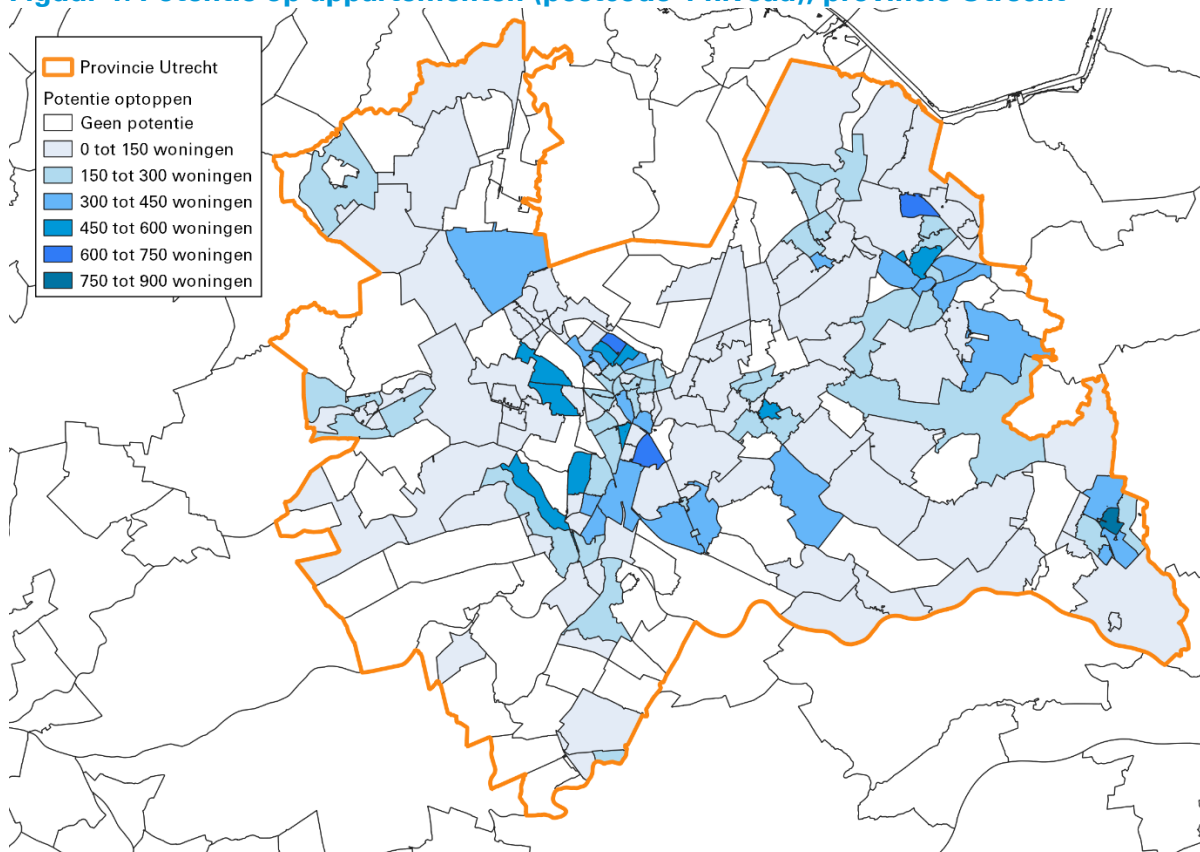 Provincie Utrecht
Potentie optoppen
Geen potentie
0 tot 150 woningen
150 tot 300 woningen
300 tot 450 woningen
450 tot 600 woningen
600 tot 750 woningen
750 tot 900 woningen